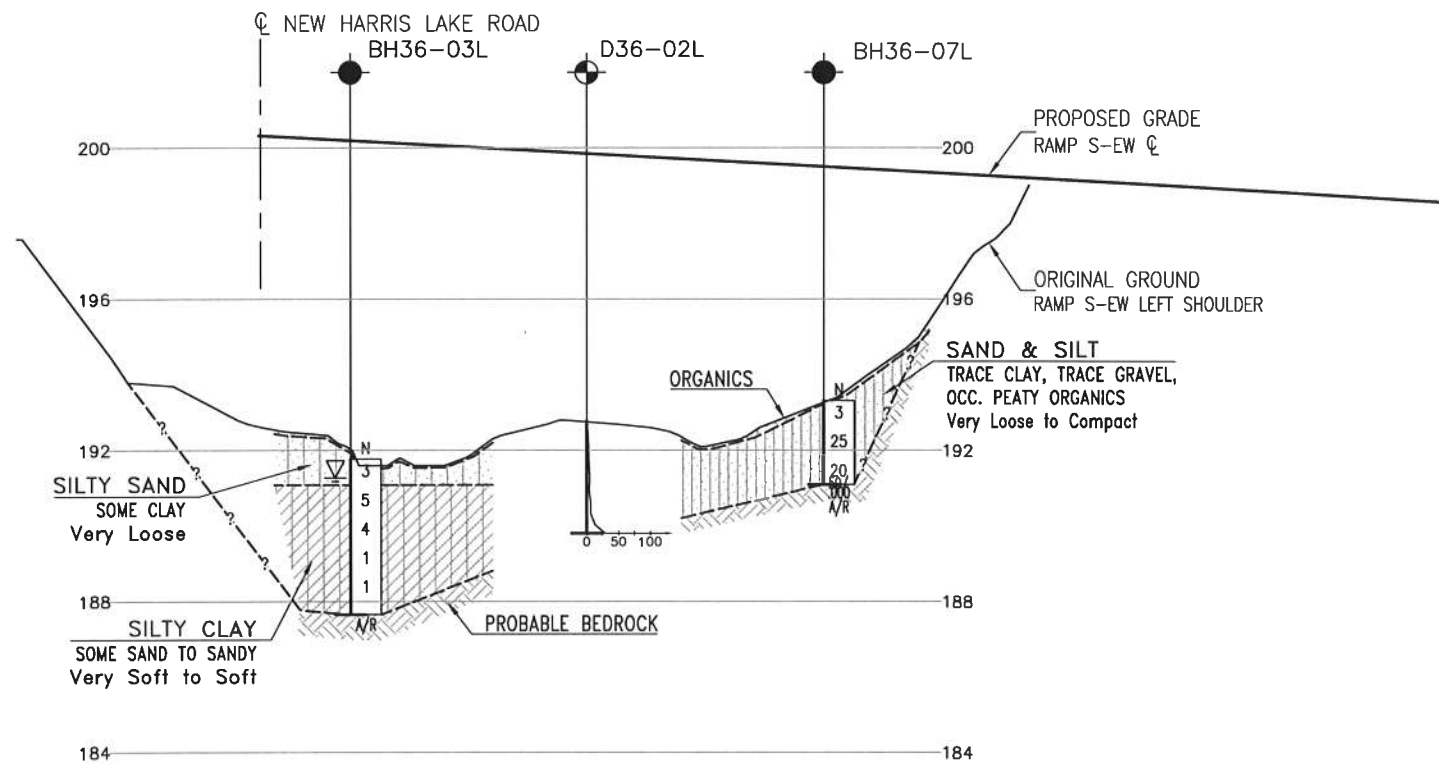 ℄ NEW HARRIS LAKE ROAD
BH36-03L
D36-02L
BH36-07L
PROPOSED GRADE
RAMP S-EW ℄
200
200
196
196
ORIGINAL GROUND
RAMP S-EW LEFT SHOULDER
SAND & SILT
TRACE CLAY, TRACE GRAVEL,
OCC. PEATY ORGANICS
Very Loose to Compact
ORGANICS
N
3
25
20
A/R
192
192
N
3
5
4
1
1
A/R
SILTY SAND
SOME CLAY
Very Loose
0 50 100
?
?
?
?
?
?
?
188
188
SILTY CLAY
SOME SAND TO SANDY
Very Soft to Soft
PROBABLE BEDROCK
184
184